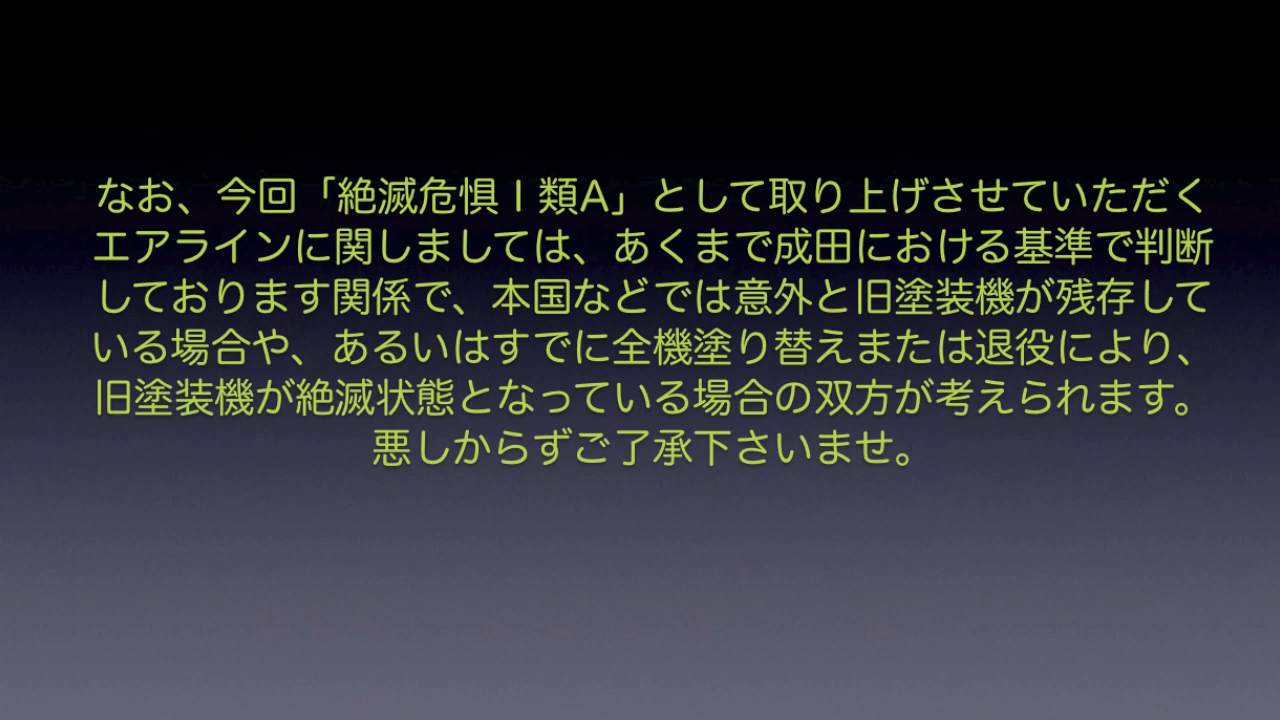 なお、今回「絶滅危惧Ⅰ類A」として取り上げさせていただく
エアラインに関しましては、あくまで成田における基準で判断
しております関係で、本国などでは意外と旧塗装機が残存して
いる場合や、あるいはすでに全機塗り替えまたは退役により、
旧塗装機が絶滅状態となっている場合の双方が考えられます。
悪しからずご了承下さいませ。